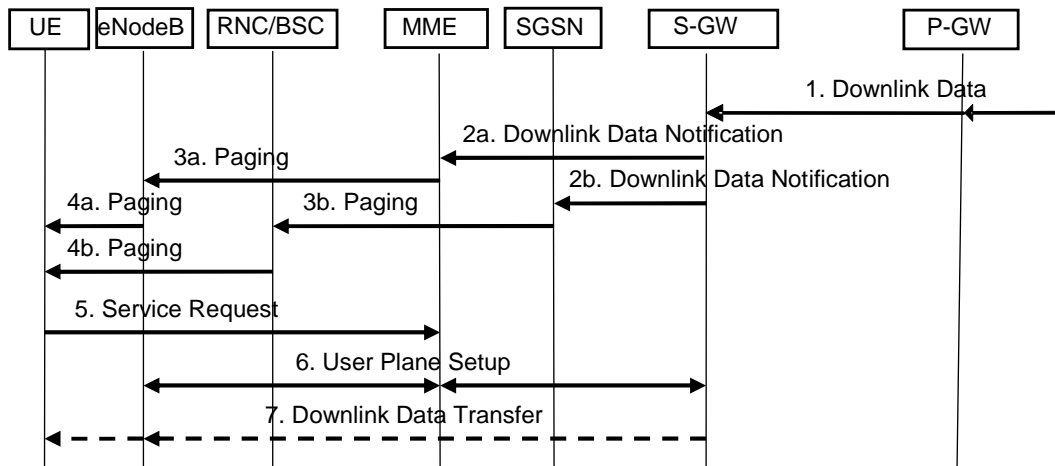 UE
eNodeB
RNC/BSC
MME
SGSN
S-GW
P-GW
1. Downlink Data
2a. Downlink Data Notification
3a. Paging
2b. Downlink Data Notification
4a. Paging
3b. Paging
4b. Paging
5. Service Request
6. User Plane Setup
7. Downlink Data Transfer